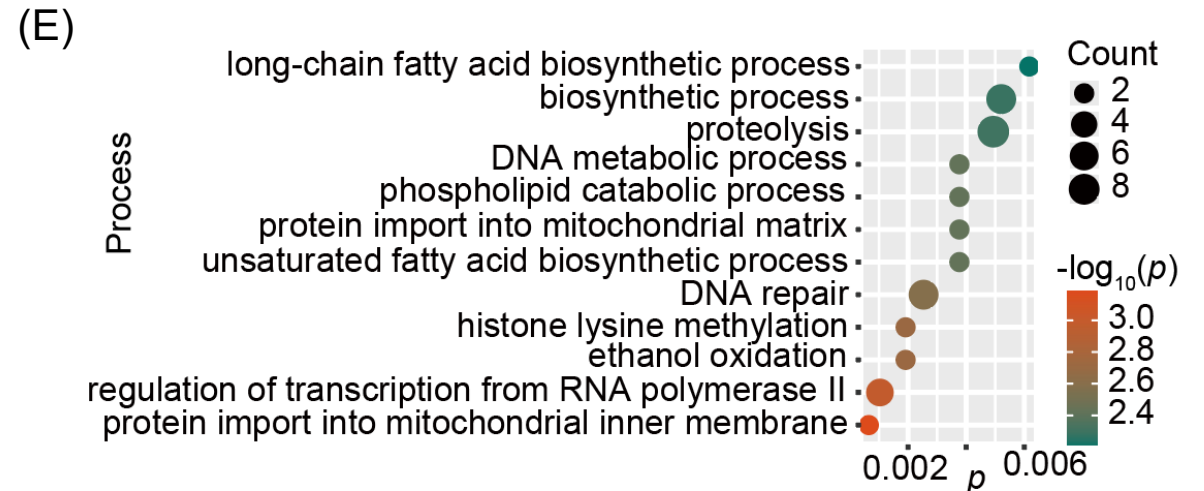 (E)
Process
long-chain fatty acid biosynthetic process
biosynthetic process
proteolysis
DNA metabolic process
phospholipid catabolic process
protein import into mitochondrial matrix
unsaturated fatty acid biosynthetic process
DNA repair
histone lysine methylation
ethanol oxidation
regulation of transcription from RNA polymerase II
protein import into mitochondrial inner membrane
0.002
p
0.006
Count
2
4
6
8
-log₁₀(p)
3.0
2.8
2.6
2.4